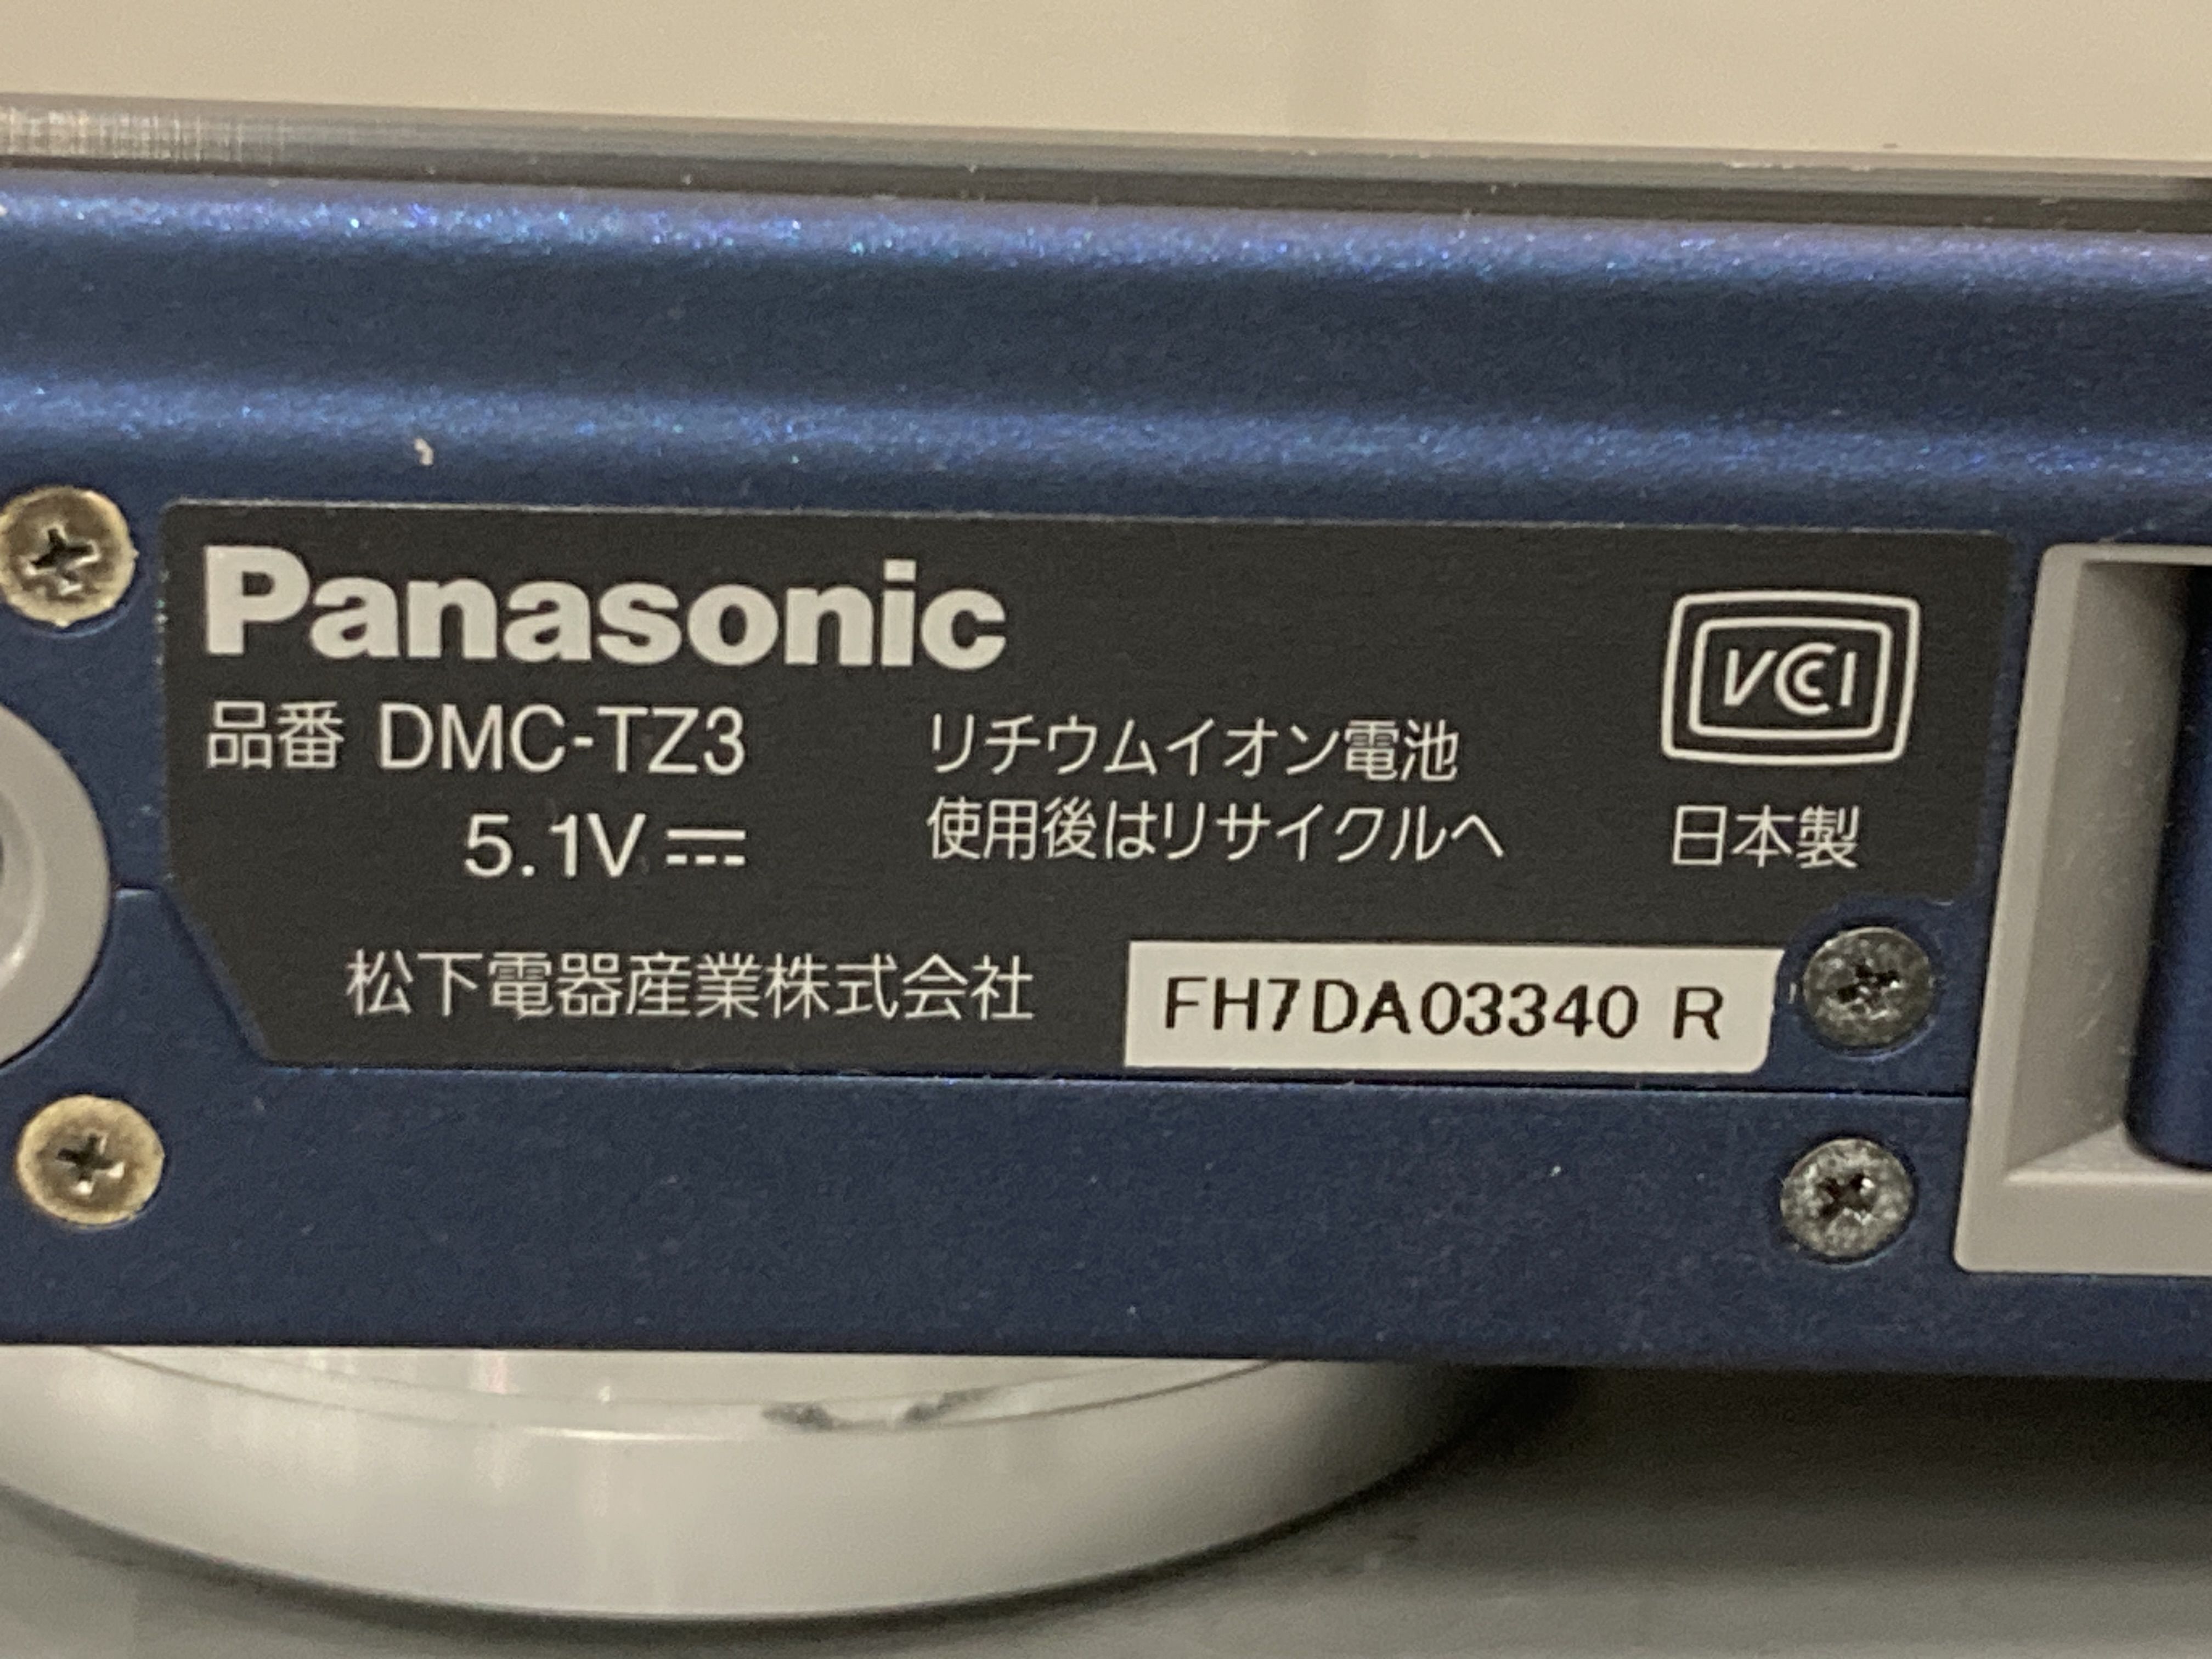 Panasonic
VCCI
品番 DMC-TZ3
リチウムイオン電池
5.1V
使用後はリサイクルへ
日本製
松下電器産業株式会社
FH7DA03340 R